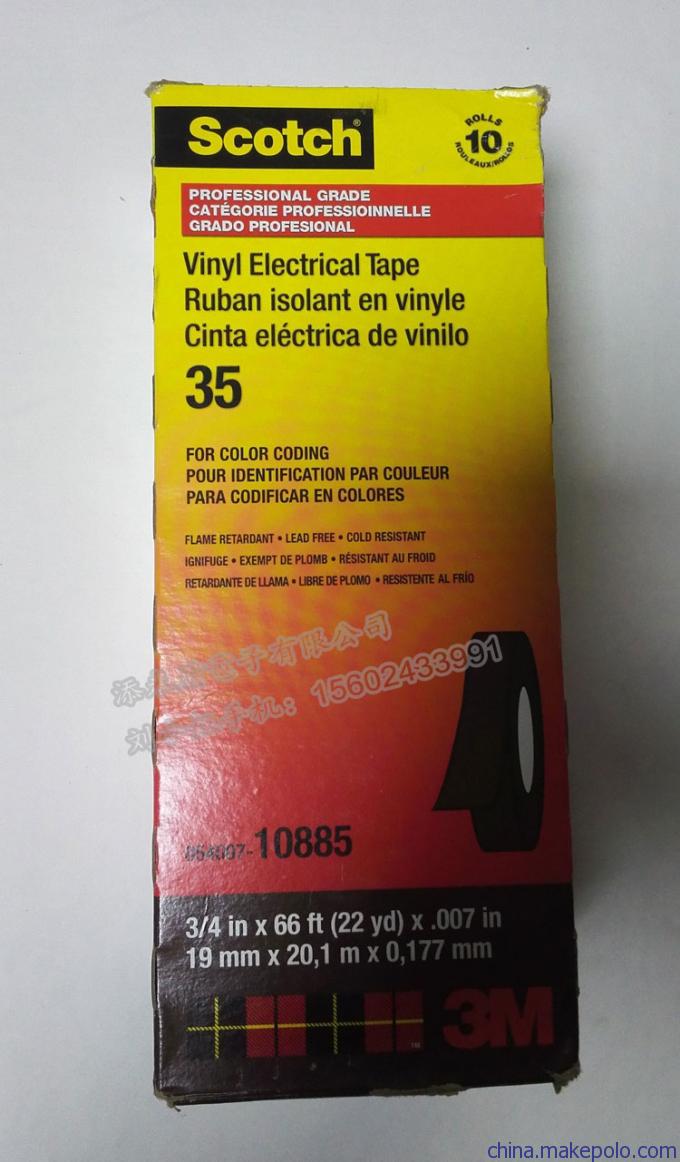 Scotch®
ROLLS
10
ROULEAUX/ROLLOS
PROFESSIONAL GRADE
CATÉGORIE PROFESSIOINNELLE
GRADO PROFESIONAL
Vinyl Electrical Tape
Ruban isolant en vinyle
Cinta eléctrica de vinilo
35
FOR COLOR CODING
POUR IDENTIFICATION PAR COULEUR
PARA CODIFICAR EN COLORES
FLAME RETARDANT • LEAD FREE • COLD RESISTANT
IGNIFUGE • EXEMPT DE PLOMB • RÉSISTANT AU FROID
RETARDANTE DE LLAMA • LIBRE DE PLOMO • RESISTENTE AL FRÍO
电子有限公司
手机：15602433991
054007-10885
3/4 in x 66 ft (22 yd) x .007 in
19 mm x 20,1 m x 0,177 mm
TM
3M
china.makepolo.com